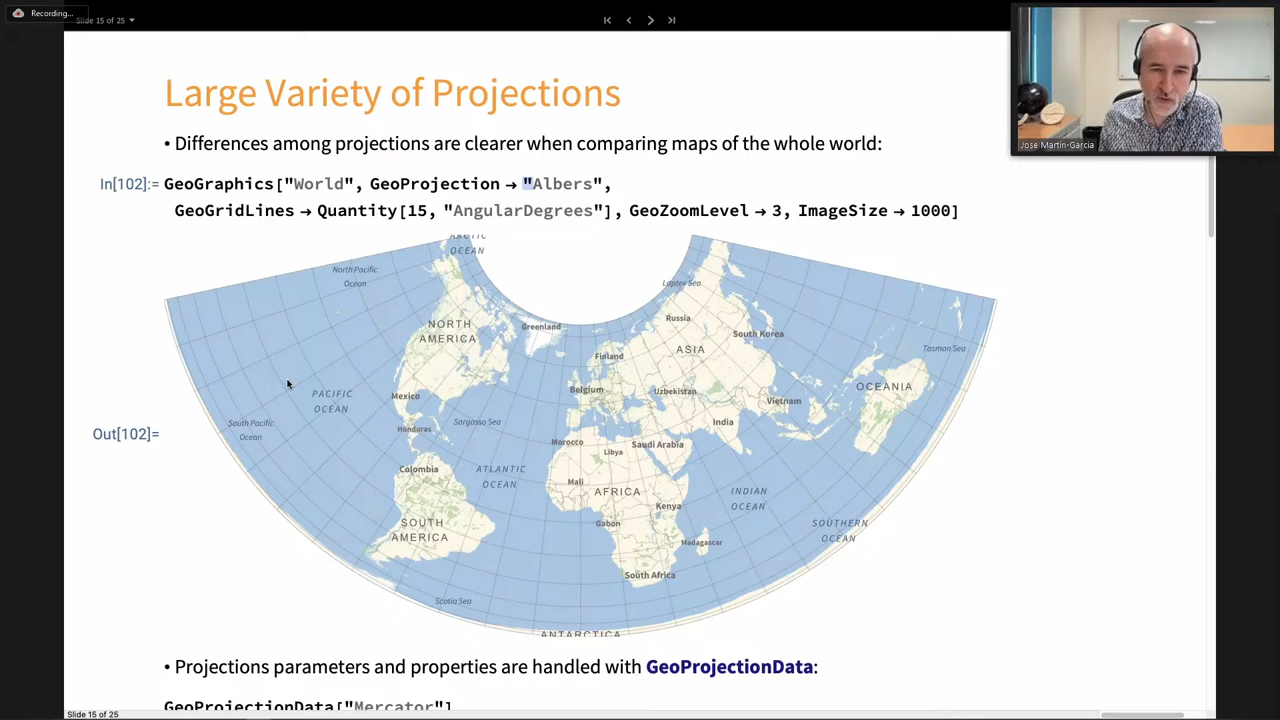 Recording...
Slide 15 of 25
Jose Martin-Garcia
Large Variety of Projections
• Differences among projections are clearer when comparing maps of the whole world:
In[102]:= GeoGraphics["World", GeoProjection → "Albers",
GeoGridLines → Quantity[15, "AngularDegrees"], GeoZoomLevel → 3, ImageSize → 1000]
Out[102]=
ARCTIC
OCEAN
North Pacific
Ocean
Laptev Sea
NORTH
AMERICA
Greenland
Russia
South Korea
ASIA
Tasman Sea
Finland
OCEANIA
Belgium
Uzbekistan
Mexico
PACIFIC
OCEAN
Vietnam
South Pacific
Ocean
Honduras
Sargasso Sea
India
Morocco
Saudi Arabia
Libya
Colombia
ATLANTIC
OCEAN
Mali
AFRICA
INDIAN
OCEAN
Kenya
SOUTH
AMERICA
Gabon
SOUTHERN
OCEAN
Madagascar
South Africa
Scotia Sea
ANTARCTICA
• Projections parameters and properties are handled with GeoProjectionData:
GeoProjectionData["Mercator"]
Slide 15 of 25